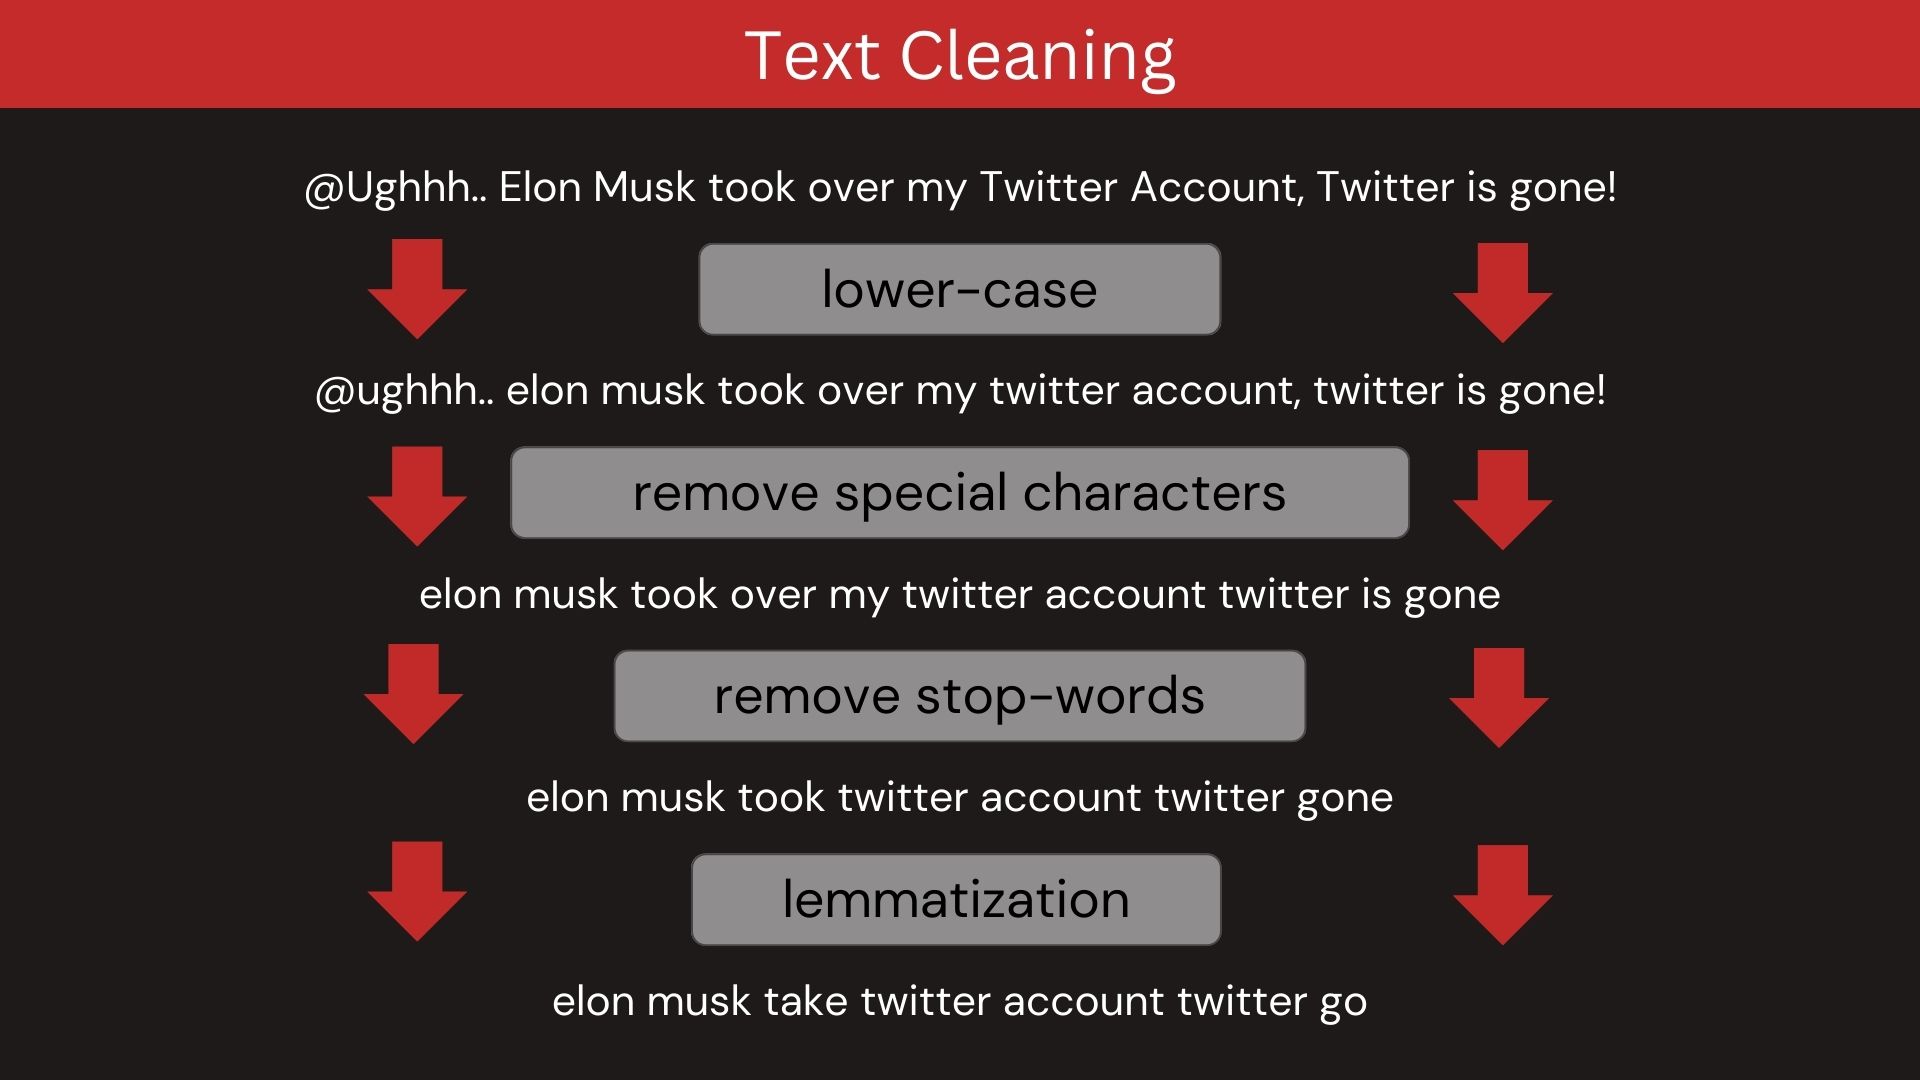 Text Cleaning
@Ughhh.. Elon Musk took over my Twitter Account, Twitter is gone!
lower-case
@ughhh.. elon musk took over my twitter account, twitter is gone!
remove special characters
elon musk took over my twitter account twitter is gone
remove stop-words
elon musk took twitter account twitter gone
lemmatization
elon musk take twitter account twitter go